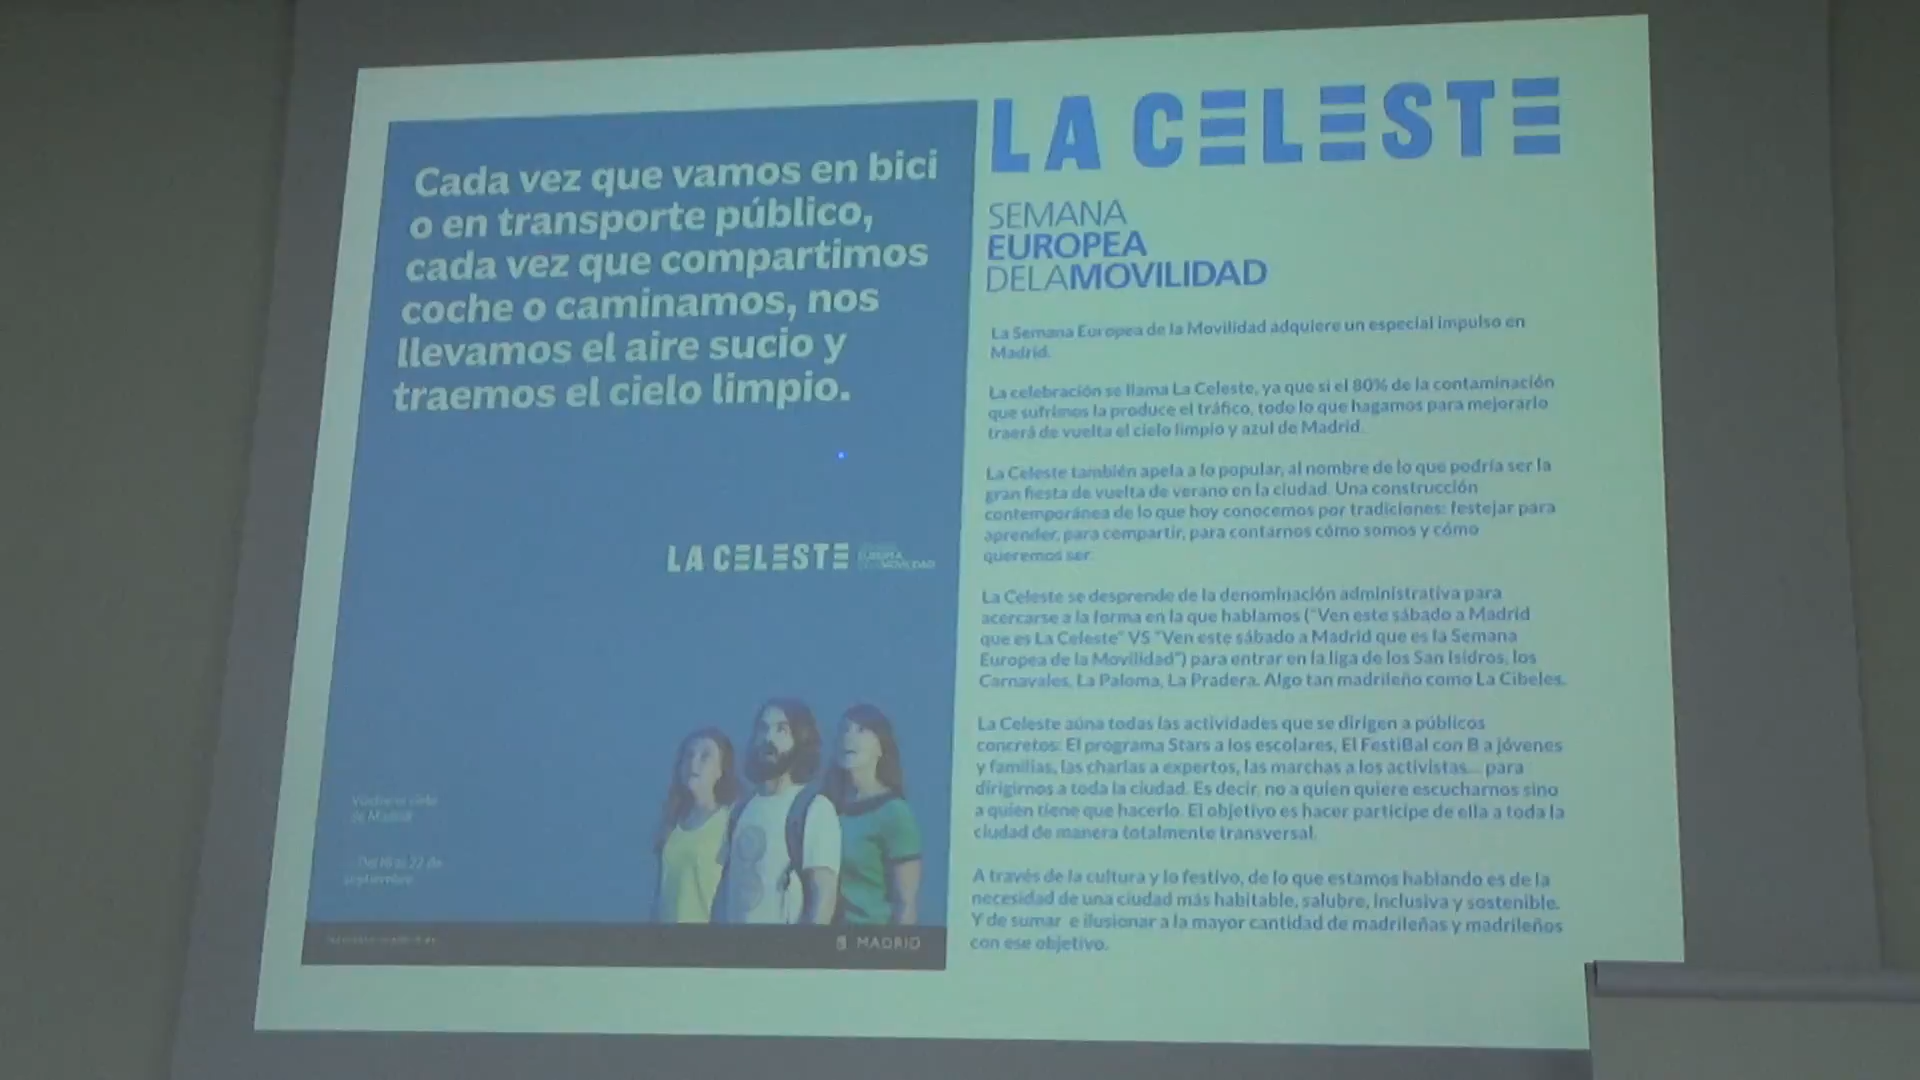 Cada vez que vamos en bici
o en transporte público,
cada vez que compartimos
coche o caminamos, nos
llevamos el aire sucio y
traemos el cielo limpio.
LA CELESTE
EUROPEA
DELAMOVILIDAD
Vuelve el cielo
de Madrid
Del 16 al 22 de
septiembre
MADRID
LA CELESTE
SEMANA
EUROPEA
DELAMOVILIDAD
La Semana Europea de la Movilidad adquiere un especial impulso en
Madrid.
La celebración se llama La Celeste, ya que si el 80% de la contaminación
que sufrimos la produce el tráfico, todo lo que hagamos para mejorarlo
traerá de vuelta el cielo limpio y azul de Madrid.
La Celeste también apela a lo popular, al nombre de lo que podría ser la
gran fiesta de vuelta de verano en la ciudad. Una construcción
contemporánea de lo que hoy conocemos por tradiciones: festejar para
aprender, para compartir, para contarnos cómo somos y cómo
queremos ser.
La Celeste se desprende de la denominación administrativa para
acercarse a la forma en la que hablamos ("Ven este sábado a Madrid
que es La Celeste" VS "Ven este sábado a Madrid que es la Semana
Europea de la Movilidad") para entrar en la liga de los San Isidros, los
Carnavales, La Paloma, La Pradera. Algo tan madrileño como La Cibeles.
La Celeste aúna todas las actividades que se dirigen a públicos
concretos: El programa Stars a los escolares, El FestiBal con B a jóvenes
y familias, las charlas a expertos, las marchas a los activistas... para
dirigirnos a toda la ciudad. Es decir, no a quien quiere escucharnos sino
a quien tiene que hacerlo. El objetivo es hacer partícipe de ella a toda la
ciudad de manera totalmente transversal.
A través de la cultura y lo festivo, de lo que estamos hablando es de la
necesidad de una ciudad más habitable, salubre, inclusiva y sostenible.
Y de sumar e ilusionar a la mayor cantidad de madrileñas y madrileños
con ese objetivo.